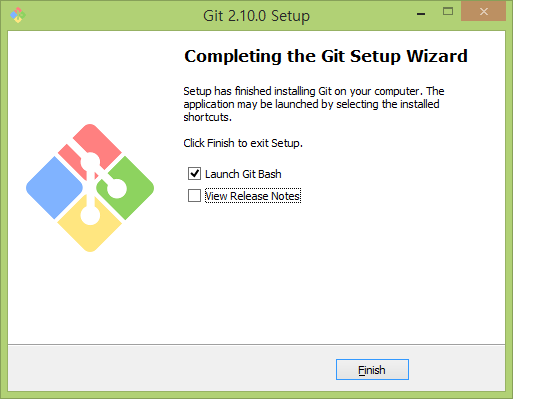 Git 2.10.0 Setup
Completing the Git Setup Wizard
Setup has finished installing Git on your computer. The
application may be launched by selecting the installed
shortcuts.
Click Finish to exit Setup.
Launch Git Bash
View Release Notes
Finish